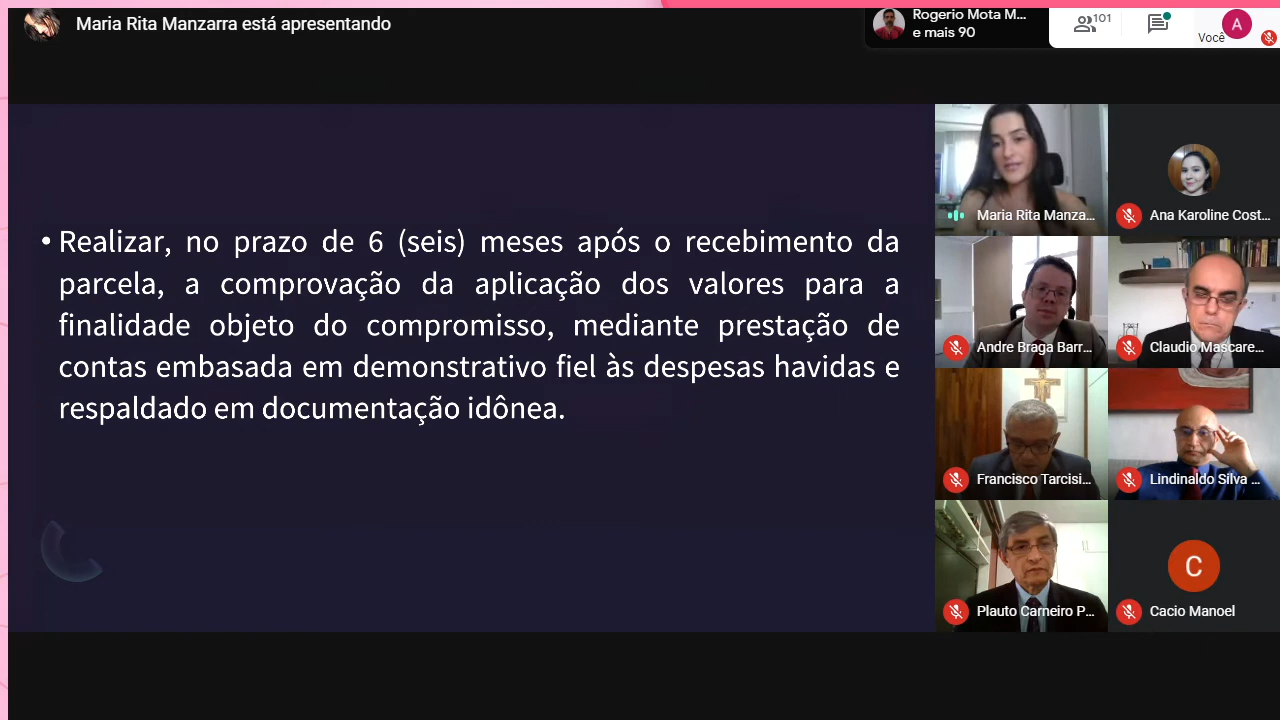 Maria Rita Manzarra está apresentando
Rogerio Mota M...
e mais 90
101
Você
A
• Realizar, no prazo de 6 (seis) meses após o recebimento da
parcela, a comprovação da aplicação dos valores para a
finalidade objeto do compromisso, mediante prestação de
contas embasada em demonstrativo fiel às despesas havidas e
respaldado em documentação idônea.
Maria Rita Manza...
Ana Karoline Cost...
Andre Braga Barr...
Claudio Mascare...
Francisco Tarcisi...
Lindinaldo Silva ...
Plauto Carneiro P...
C
Cacio Manoel